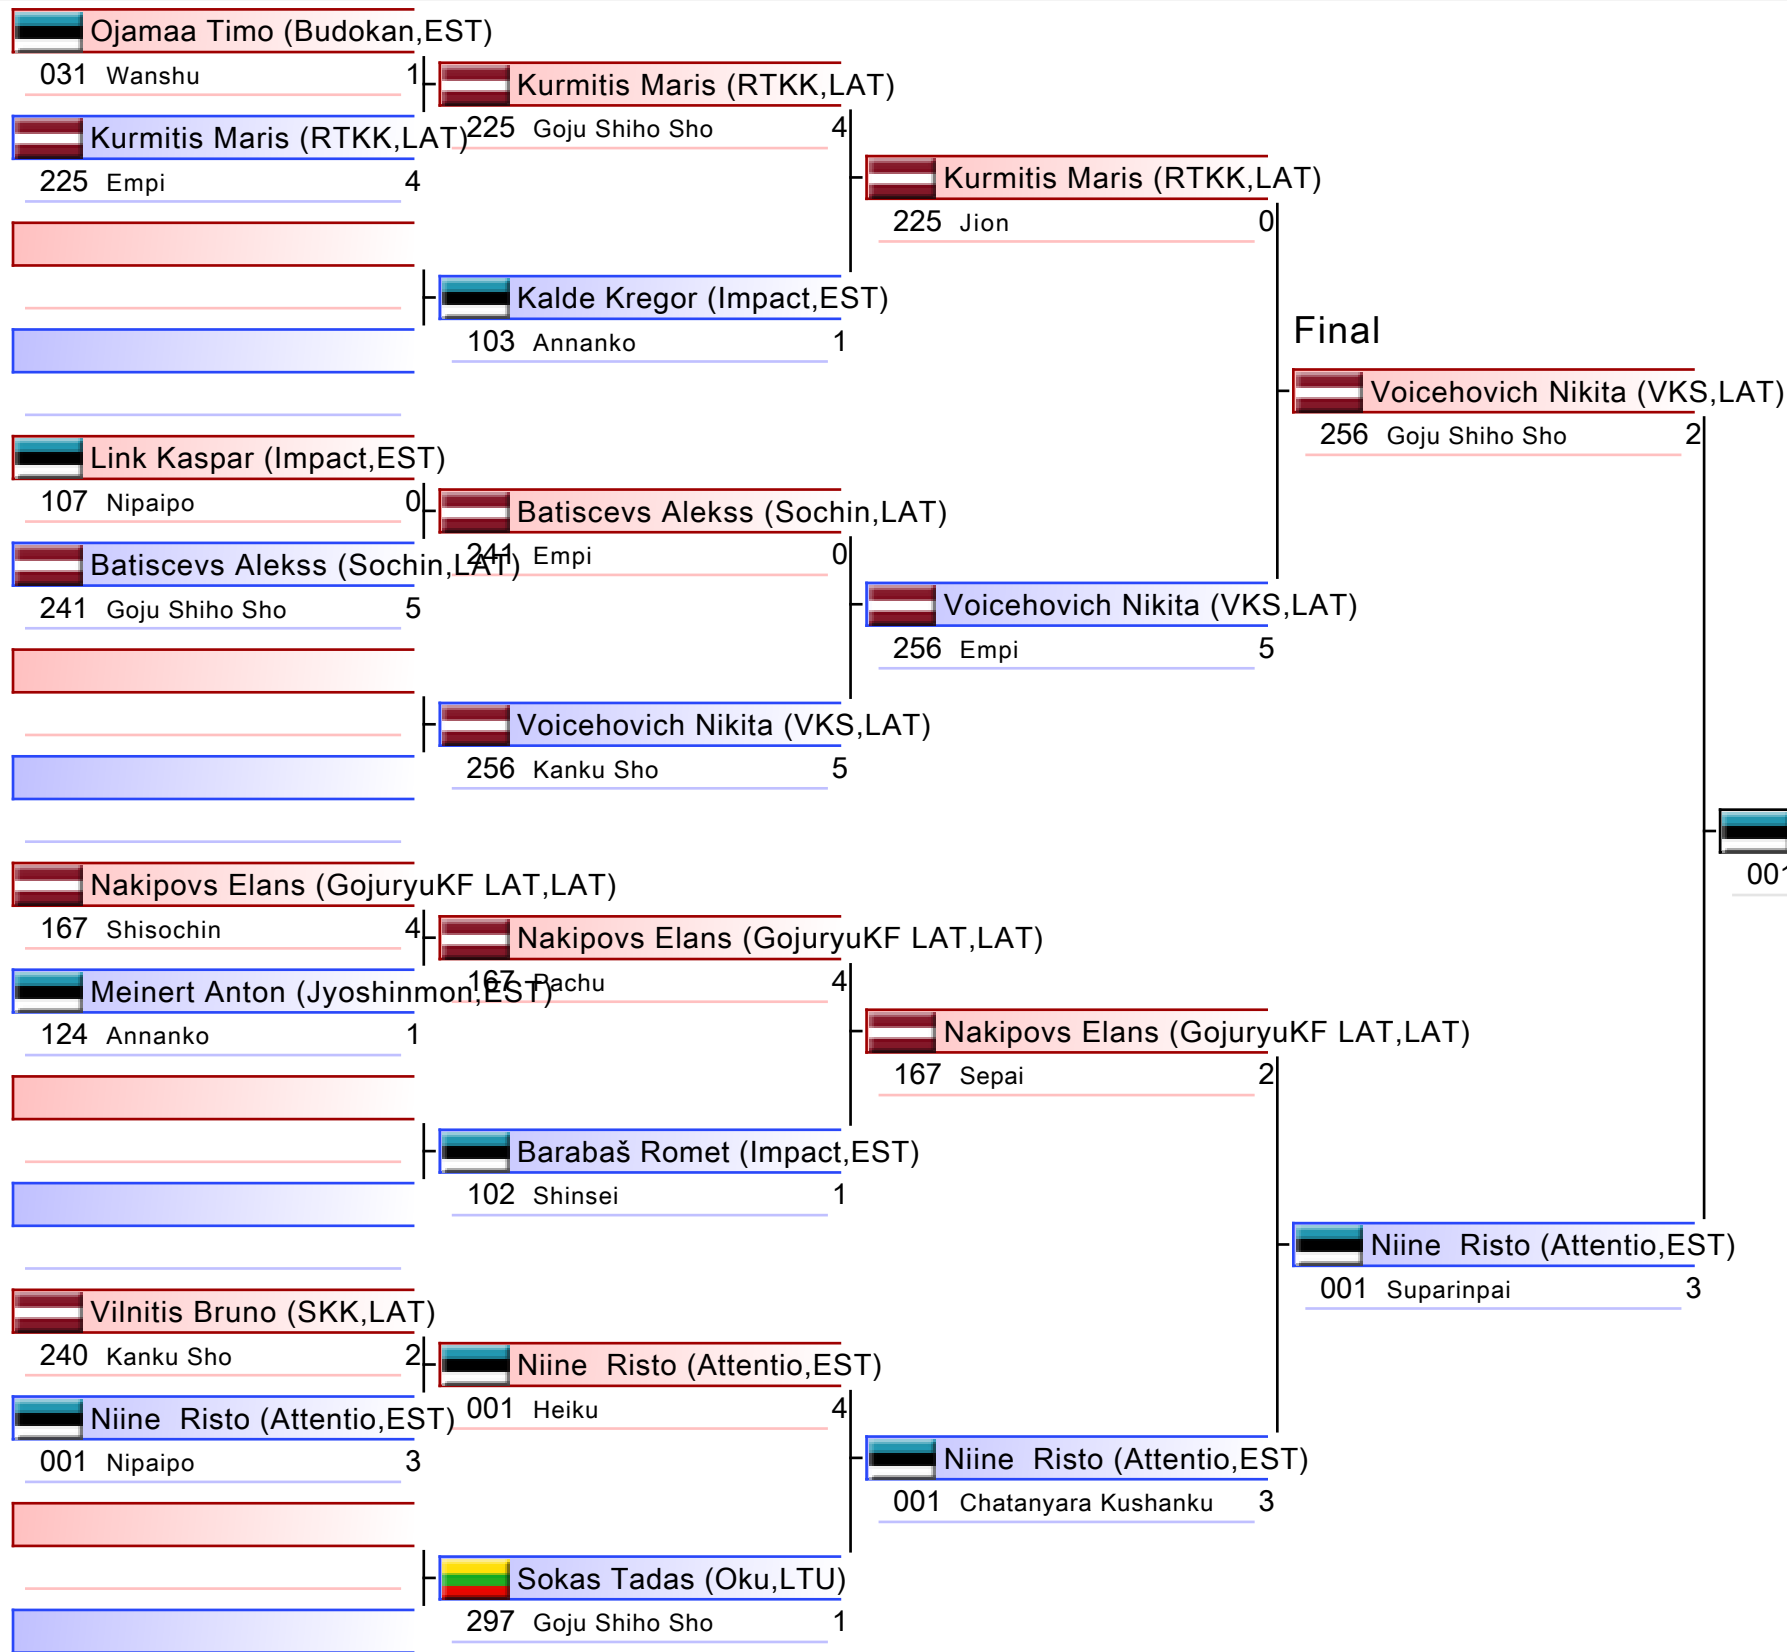 Ojamaa Timo (Budokan,EST)
031 Wanshu 1
Kurmitis Maris (RTKK,LAT)
225 Empi 4
Link Kaspar (Impact,EST)
107 Nipaipo 0
Batiscevs Alekss (Sochin,LAT)
241 Goju Shiho Sho 5
Nakipovs Elans (GojuryuKF LAT,LAT)
167 Shisochin 4
Meinert Anton (Jyoshinmon,EST)
124 Annanko 1
Vilnitis Bruno (SKK,LAT)
240 Kanku Sho 2
Niine  Risto (Attentio,EST)
001 Nipaipo 3
Kurmitis Maris (RTKK,LAT)
225 Goju Shiho Sho 4
Kalde Kregor (Impact,EST)
103 Annanko 1
Batiscevs Alekss (Sochin,LAT)
241 Empi 0
Voicehovich Nikita (VKS,LAT)
256 Kanku Sho 5
Nakipovs Elans (GojuryuKF LAT,LAT)
167 Pachu 4
Barabaš Romet (Impact,EST)
102 Shinsei 1
Niine  Risto (Attentio,EST)
001 Heiku 4
Sokas Tadas (Oku,LTU)
297 Goju Shiho Sho 1
Kurmitis Maris (RTKK,LAT)
225 Jion 0
Voicehovich Nikita (VKS,LAT)
256 Empi 5
Nakipovs Elans (GojuryuKF LAT,LAT)
167 Sepai 2
Niine  Risto (Attentio,EST)
001 Chatanyara Kushanku 3
Final
Voicehovich Nikita (VKS,LAT)
256 Goju Shiho Sho 2
Niine  Risto (Attentio,EST)
001 Suparinpai 3
001